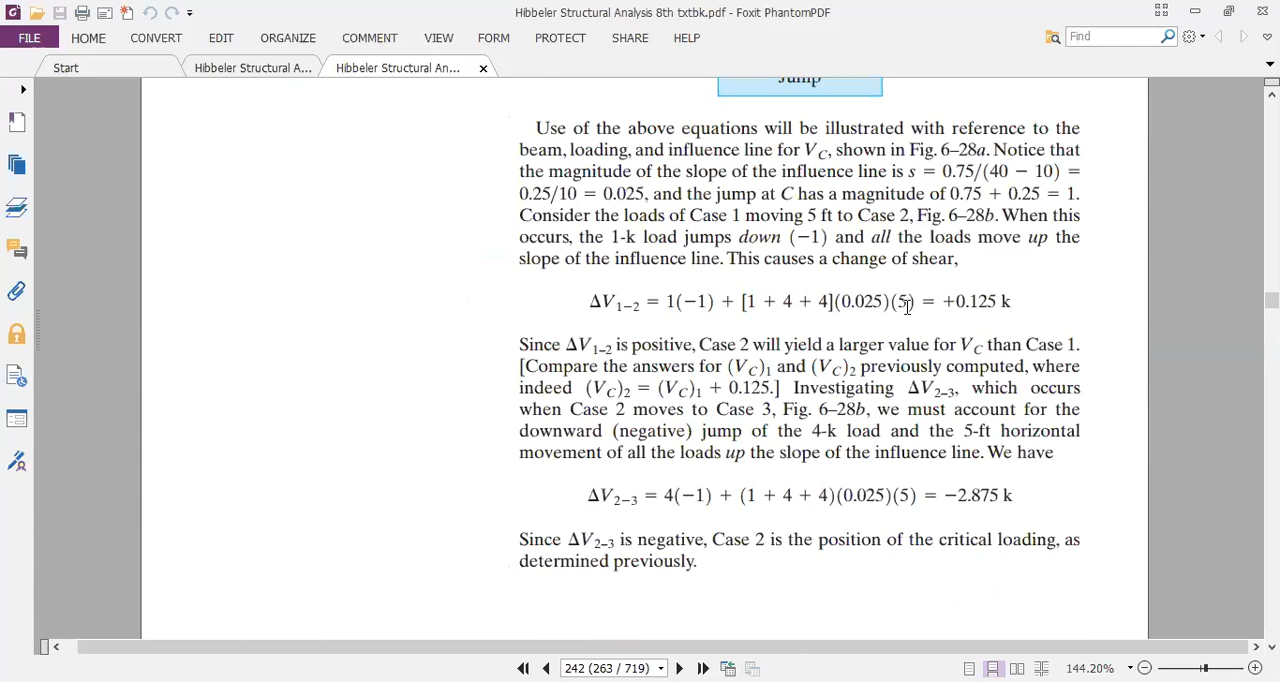 Hibbeler Structural Analysis 8th txtbk.pdf - Foxit PhantomPDF
FILE HOME CONVERT EDIT ORGANIZE COMMENT VIEW FORM PROTECT SHARE HELP Find
Start Hibbeler Structural A... Hibbeler Structural An...
Jump
Use of the above equations will be illustrated with reference to the
beam, loading, and influence line for V_C, shown in Fig. 6–28a. Notice that
the magnitude of the slope of the influence line is s = 0.75/(40 − 10) =
0.25/10 = 0.025, and the jump at C has a magnitude of 0.75 + 0.25 = 1.
Consider the loads of Case 1 moving 5 ft to Case 2, Fig. 6–28b. When this
occurs, the 1-k load jumps down (−1) and all the loads move up the
slope of the influence line. This causes a change of shear,
ΔV₁₋₂ = 1(−1) + [1 + 4 + 4](0.025)(5) = +0.125 k
Since ΔV₁₋₂ is positive, Case 2 will yield a larger value for V_C than Case 1.
[Compare the answers for (V_C)₁ and (V_C)₂ previously computed, where
indeed (V_C)₂ = (V_C)₁ + 0.125.] Investigating ΔV₂₋₃, which occurs
when Case 2 moves to Case 3, Fig. 6–28b, we must account for the
downward (negative) jump of the 4-k load and the 5-ft horizontal
movement of all the loads up the slope of the influence line. We have
ΔV₂₋₃ = 4(−1) + (1 + 4 + 4)(0.025)(5) = −2.875 k
Since ΔV₂₋₃ is negative, Case 2 is the position of the critical loading, as
determined previously.
242 (263 / 719) 144.20%